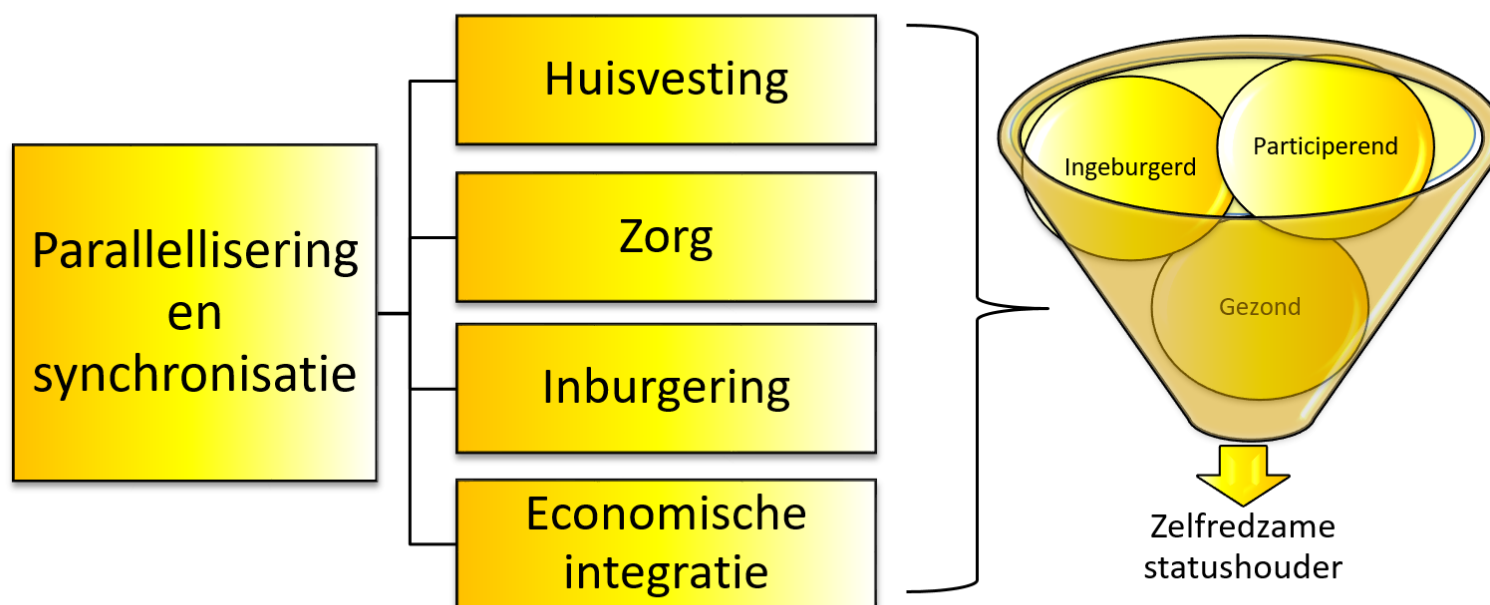 Parallellisering
en
synchronisatie
Huisvesting
Zorg
Inburgering
Economische
integratie
Ingeburgerd
Participerend
Gezond
Zelfredzame
statushouder